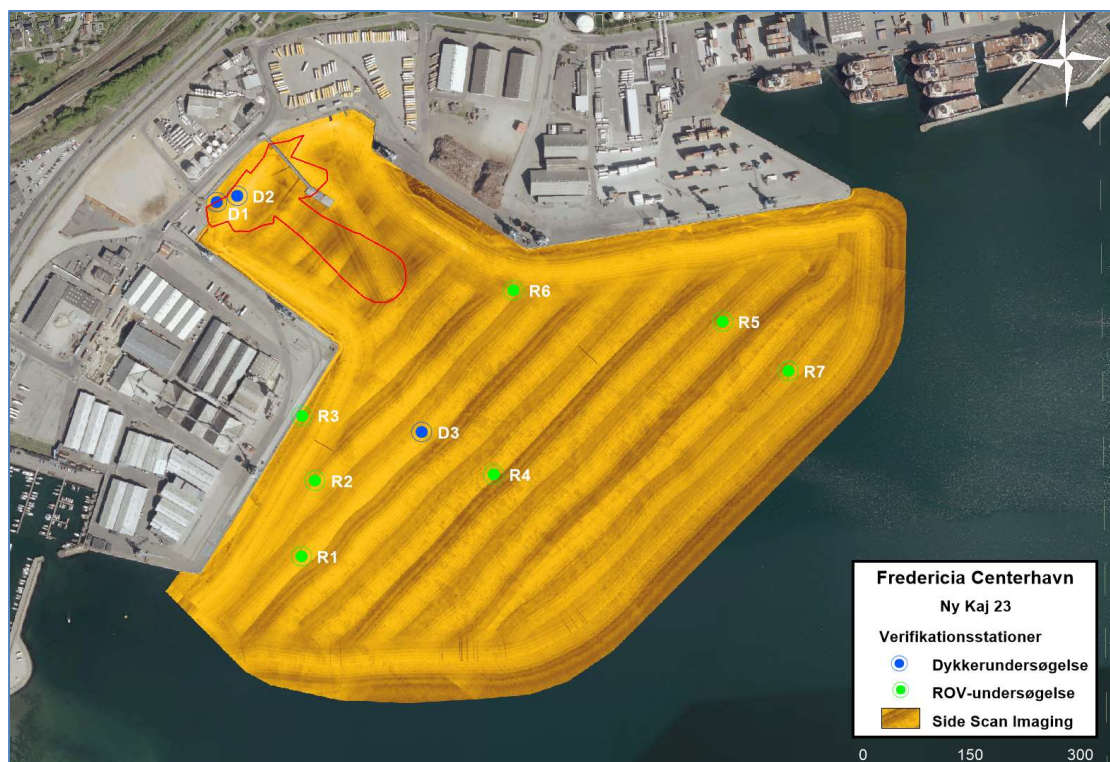 D2
D1
R6
R5
R7
R3
D3
R4
R2
R1
Fredericia Centerhavn
Ny Kaj 23
Verifikationsstationer
Dykkerundersøgelse
ROV-undersøgelse
Side Scan Imaging
0 150 300